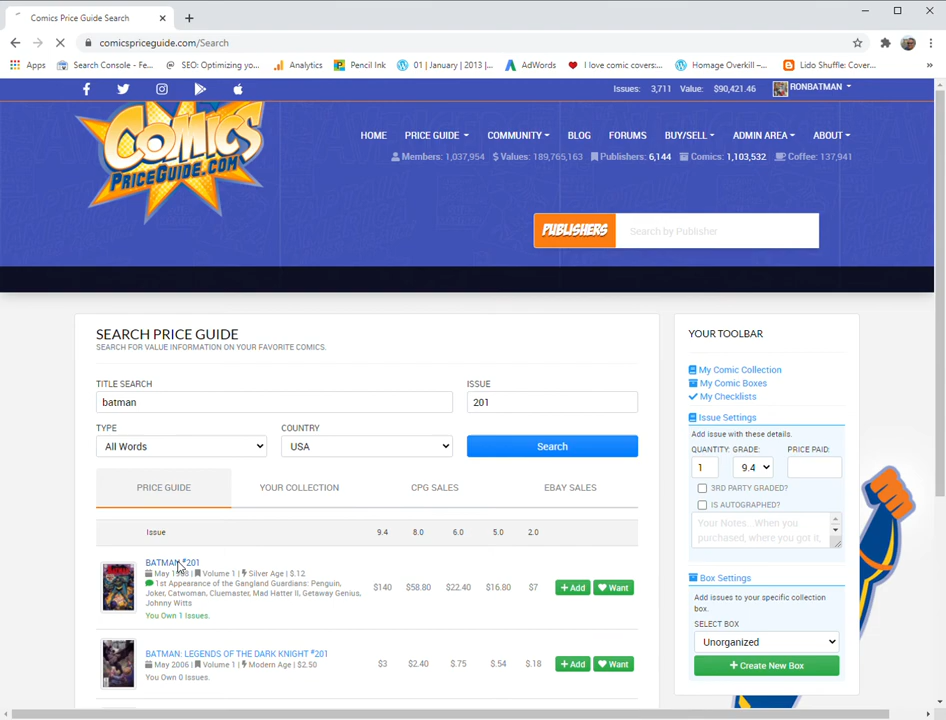 Comics Price Guide Search
comicspriceguide.com/Search
Apps Search Console - Fe... SEO: Optimizing yo... Analytics Pencil Ink 01 | January | 2013 |... AdWords I love comic covers:... Homage Overkill –... Lido Shuffle: Cover... »
Issues: 3,711 Value: $90,421.46 RONBATMAN
COMICS
PRICEGUIDE.COM
HOME PRICE GUIDE COMMUNITY BLOG FORUMS BUY/SELL ADMIN AREA ABOUT
Members: 1,037,954 Values: 189,765,163 Publishers: 6,144 Comics: 1,103,532 Coffee: 137,941
PUBLISHERS Search by Publisher
SEARCH PRICE GUIDE
SEARCH FOR VALUE INFORMATION ON YOUR FAVORITE COMICS.
TITLE SEARCH ISSUE
batman 201
TYPE COUNTRY
All Words USA Search
PRICE GUIDE YOUR COLLECTION CPG SALES EBAY SALES
Issue 9.4 8.0 6.0 5.0 2.0
BATMAN #201
May | Volume 1 | Silver Age | $.12
1st Appearance of the Gangland Guardians: Penguin,
Joker, Catwoman, Cluemaster, Mad Hatter II, Getaway Genius,
Johnny Witts
You Own 1 Issues.
$140 $58.80 $22.40 $16.80 $7 + Add Want
BATMAN: LEGENDS OF THE DARK KNIGHT #201
May 2006 | Volume 1 | Modern Age | $2.50
You Own 0 Issues.
$3 $2.40 $.75 $.54 $.18 + Add Want
YOUR TOOLBAR
My Comic Collection
My Comic Boxes
My Checklists
Issue Settings
Add issue with these details.
QUANTITY: GRADE: PRICE PAID:
1 9.4
3RD PARTY GRADED?
IS AUTOGRAPHED?
Your Notes.. When you
purchased, where you got it,
Box Settings
Add issues to your specific collection
box.
SELECT BOX
Unorganized
+ Create New Box